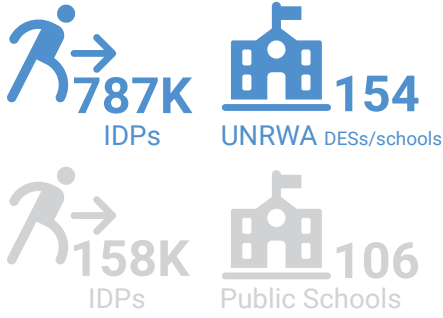 787K
IDPs
154
UNRWA DESs/schools
158K
IDPs
106
Public Schools